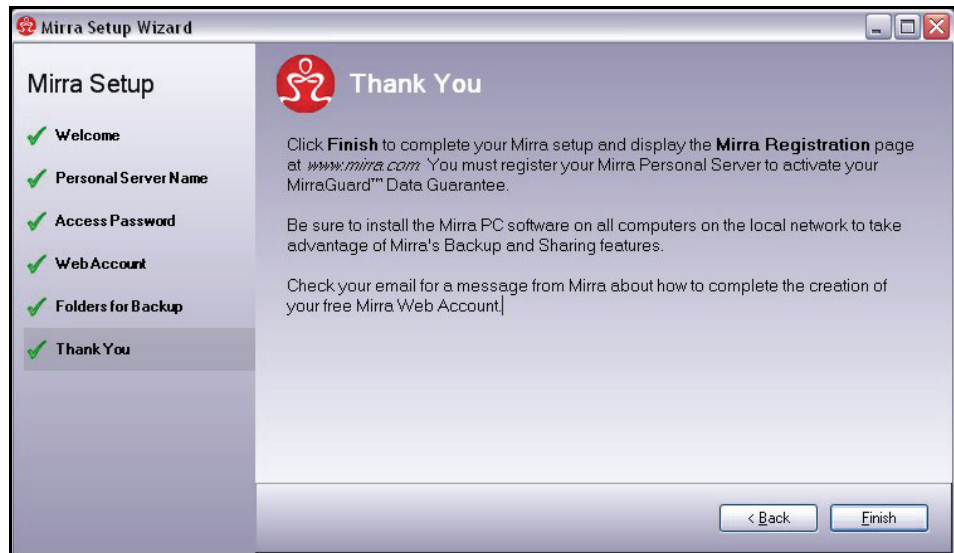 Mirra Setup Wizard
Mirra Setup
Welcome
Personal Server Name
Access Password
Web Account
Folders for Backup
Thank You
Thank You
Click Finish to complete your Mirra setup and display the Mirra Registration page
at www.mirra.com You must register your Mirra Personal Server to activate your
MirraGuard™ Data Guarantee.
Be sure to install the Mirra PC software on all computers on the local network to take
advantage of Mirra's Backup and Sharing features.
Check your email for a message from Mirra about how to complete the creation of
your free Mirra Web Account.
< Back
Finish